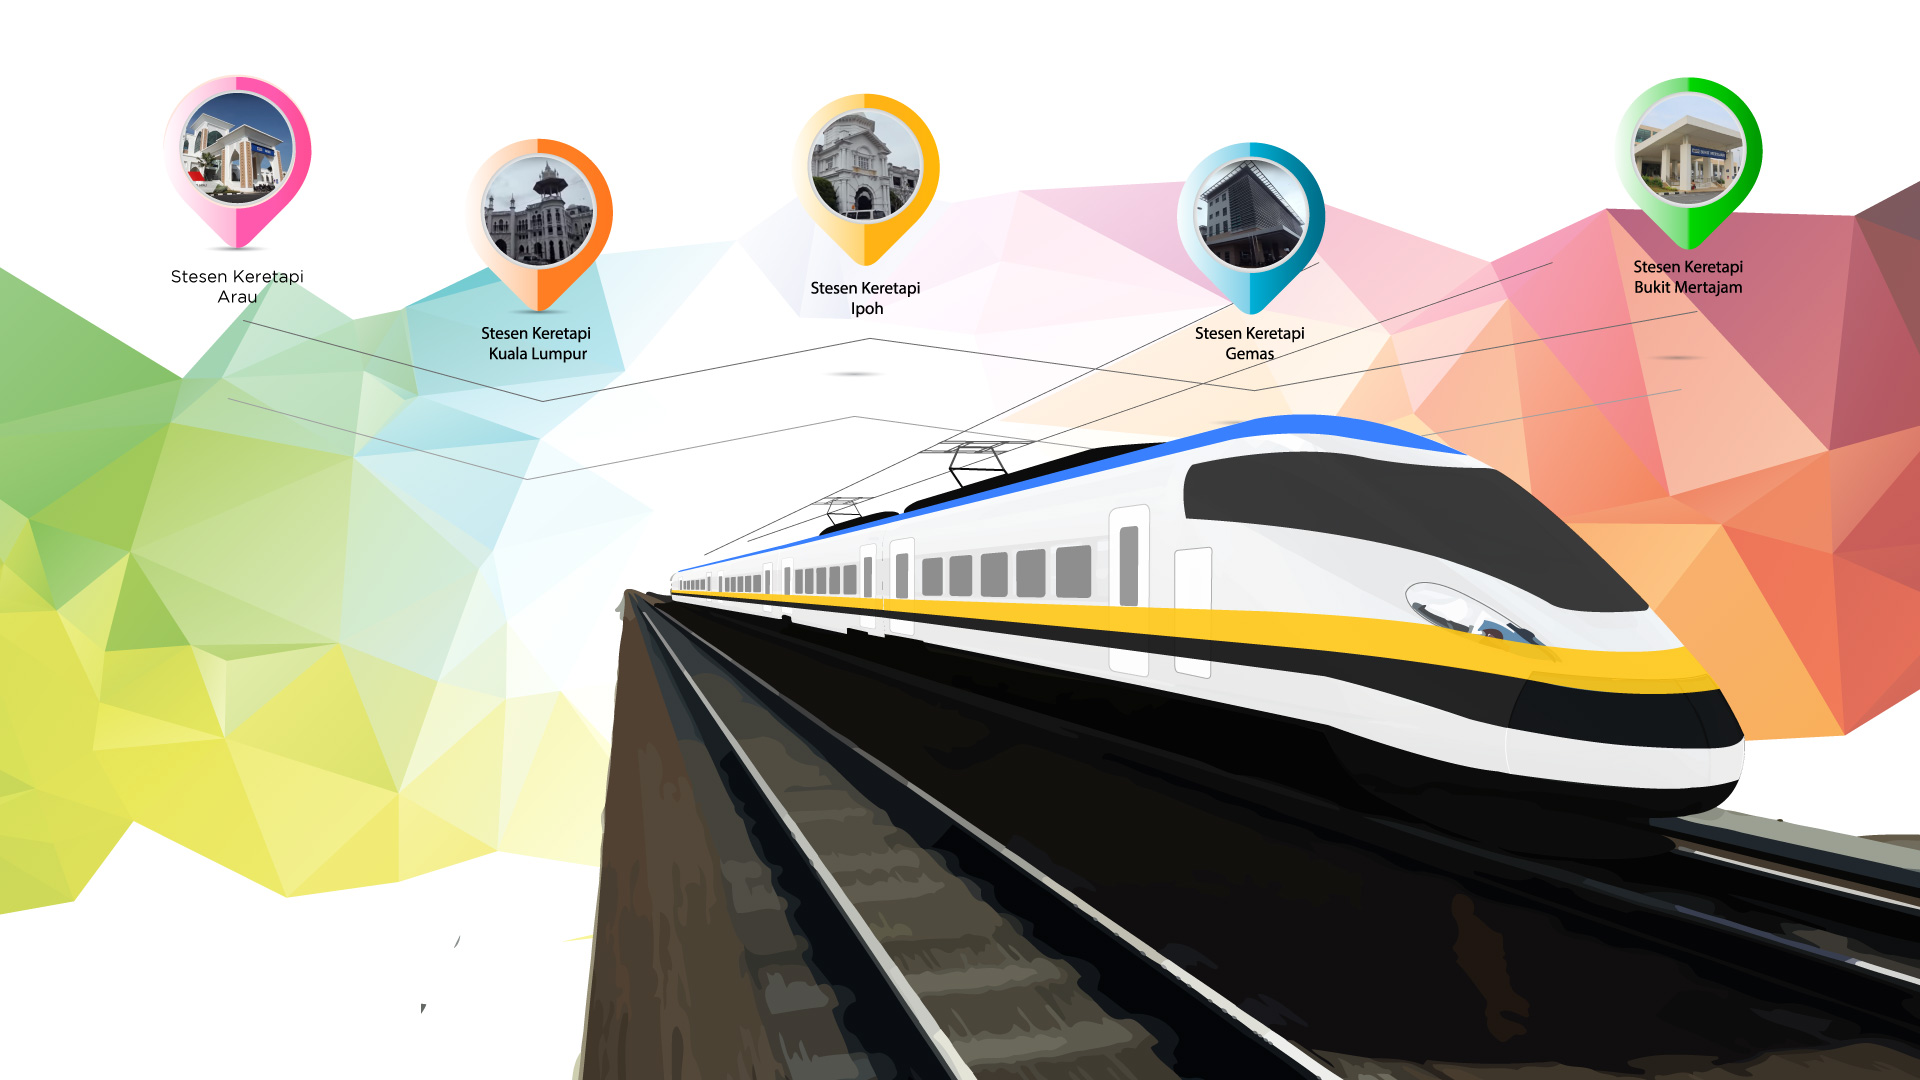 Stesen Keretapi
Arau
Stesen Keretapi
Kuala Lumpur
Stesen Keretapi
Ipoh
Stesen Keretapi
Gemas
Stesen Keretapi
Bukit Mertajam